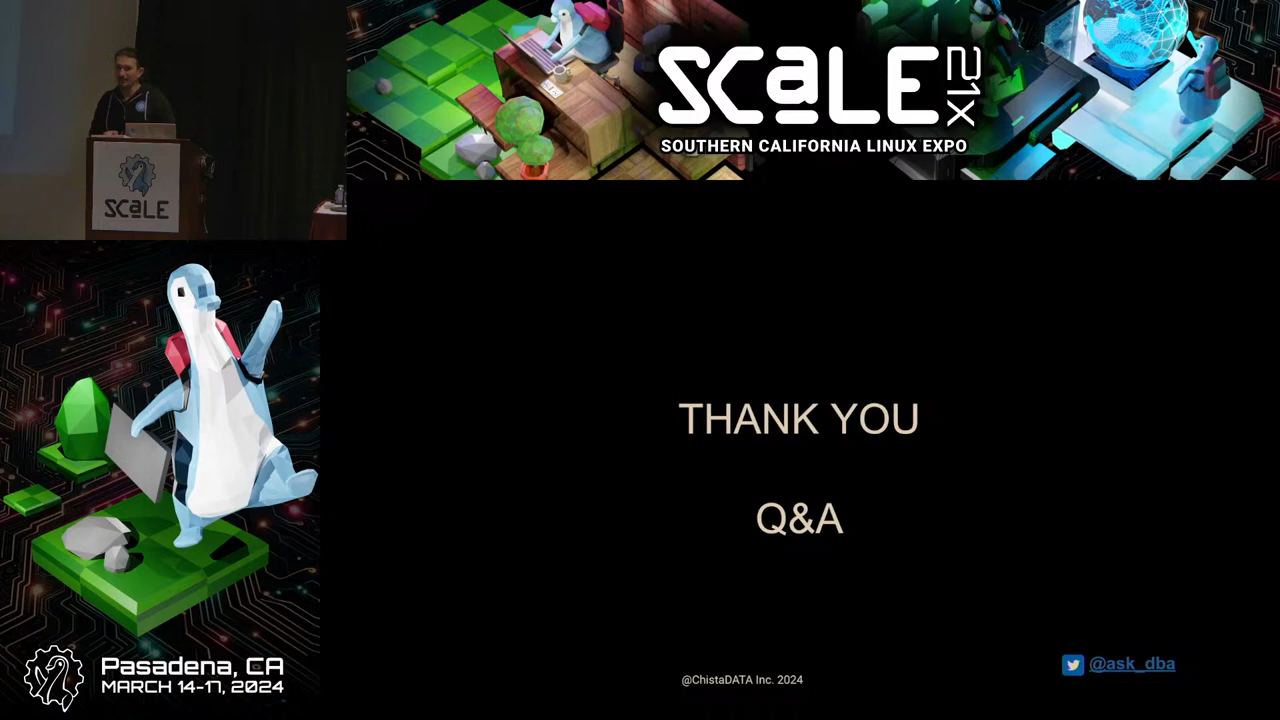 SCaLE
SCaLE 21X
SOUTHERN CALIFORNIA LINUX EXPO
THANK YOU
Q&A
@ask_dba
@ChistaDATA Inc. 2024
Pasadena, CA
MARCH 14-17, 2024